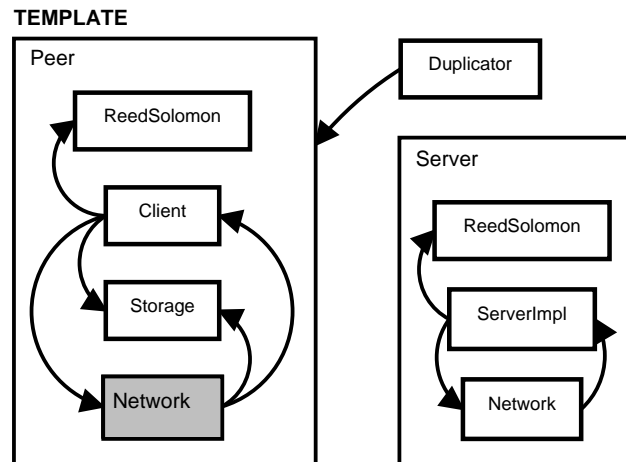 TEMPLATE
Peer
ReedSolomon
Client
Storage
Network
Duplicator
Server
ReedSolomon
ServerImpl
Network